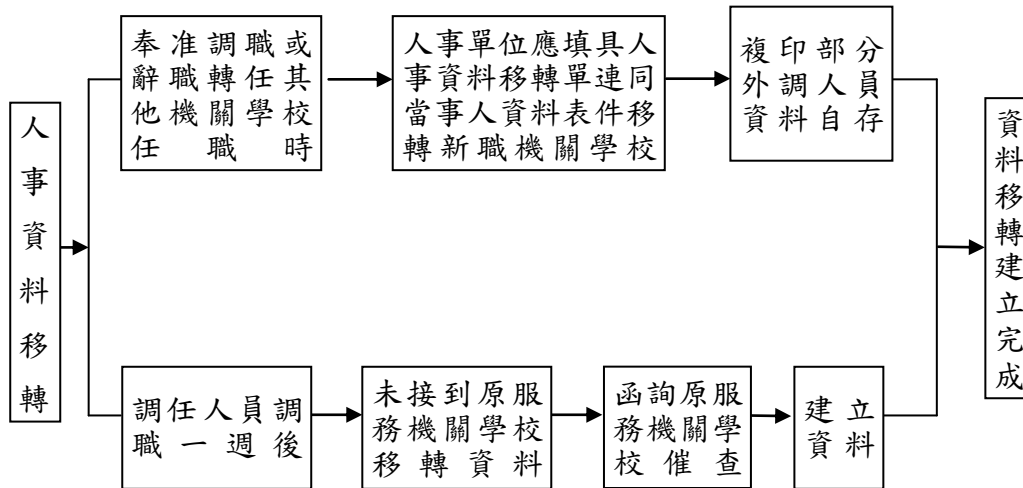 人事資料移轉
奉准調職或
辭職轉任其
他機關學校
任職時
人事單位應填具人
事資料移轉單連同
當事人資料表件移
轉新職機關學校
複印部分
外調人員
資料自存
調任人員調
職一週後
未接到原服
務機關學校
移轉資料
函詢原服
務機關學
校催查
建立
資料
資料移轉建立完成